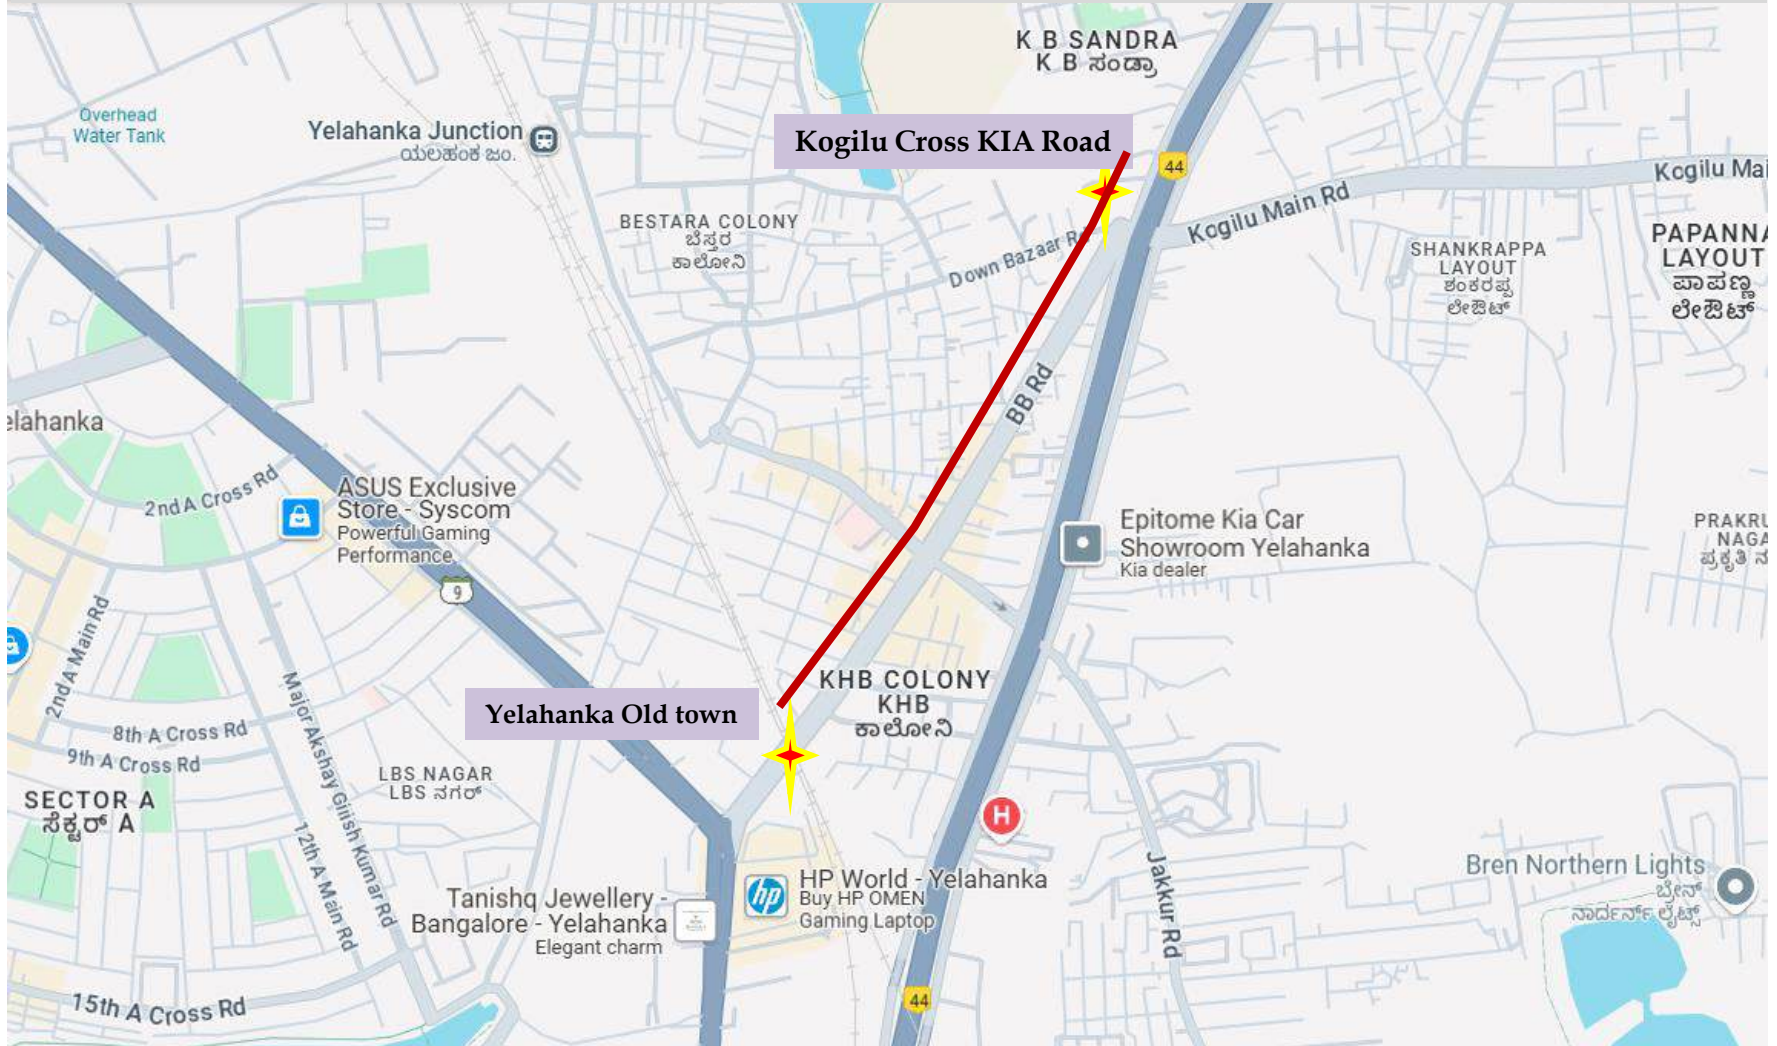 K B SANDRA
K B ಸಂದ್ರಾ
Overhead
Water Tank
Yelahanka Junction
ಯಲಹಂಕ ಜಂ.
Kogilu Cross KIA Road
44
Kogilu Mai
Kogilu Main Rd
BESTARA COLONY
ಬೆಸ್ತರ
ಕಾಲೋನಿ
Down Bazaar Rd
SHANKRAPPA
LAYOUT
ಶಂಕರಪ್ಪ
ಲೇಔಟ್
PAPANNA
LAYOUT
ಪಾಪಣ್ಣ
ಲೇಔಟ್
BB Rd
elahanka
2nd A Cross Rd
ASUS Exclusive
Store - Syscom
Powerful Gaming
Performance
9
Epitome Kia Car
Showroom Yelahanka
Kia dealer
PRAKRU
NAGA
ಪ್ರಕೃತಿ ನ
2nd A Main Rd
KHB COLONY
KHB
ಕಾಲೋನಿ
Yelahanka Old town
8th A Cross Rd
9th A Cross Rd
Major Akshay Girish Kumar Rd
LBS NAGAR
LBS ನಗರ್
SECTOR A
ಸೆಕ್ಟರ್ A
12th A Main Rd
H
Jakkur Rd
Bren Northern Lights
ಬ್ರೇನ್
ನಾರ್ದರ್ನ್ ಲೈಟ್ಸ್
hp
HP World - Yelahanka
Buy HP OMEN
Gaming Laptop
Tanishq Jewellery -
Bangalore - Yelahanka
Elegant charm
15th A Cross Rd
44